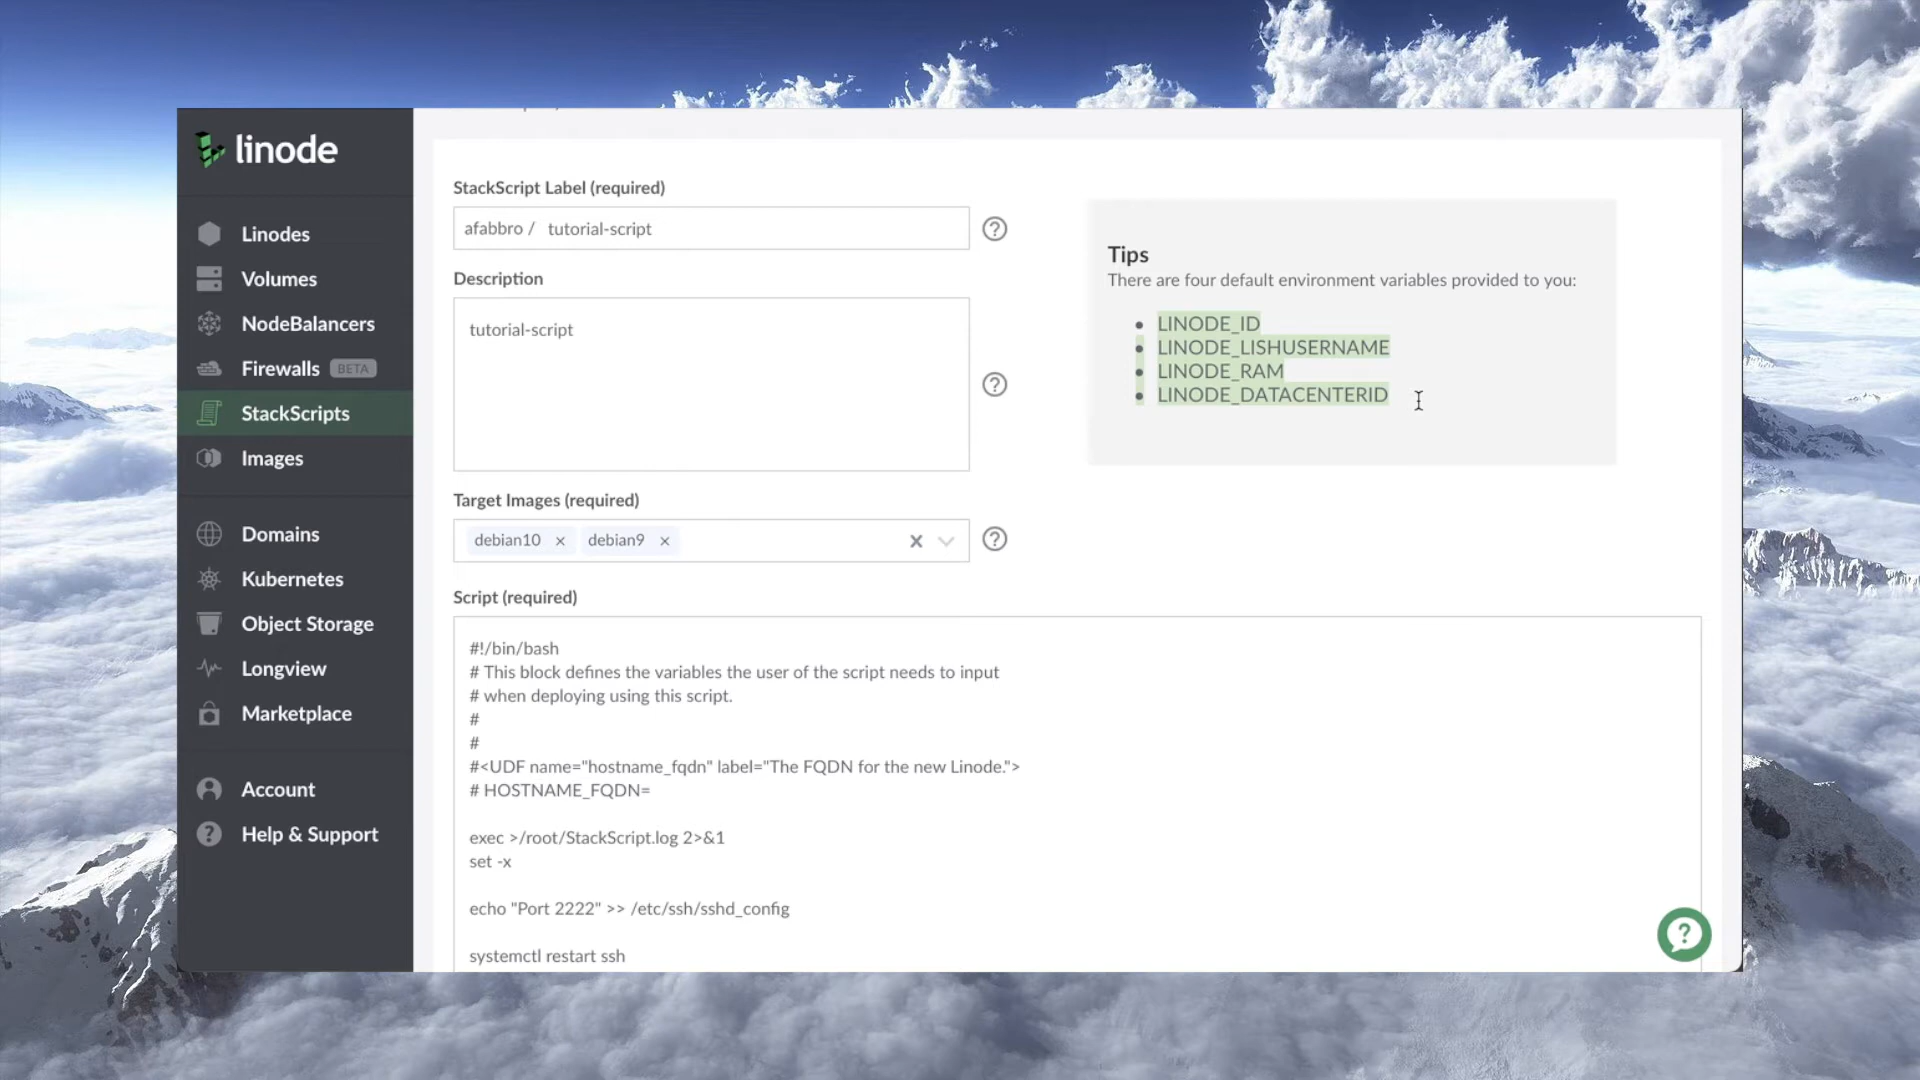 linode
Linodes
Volumes
NodeBalancers
Firewalls BETA
StackScripts
Images
Domains
Kubernetes
Object Storage
Longview
Marketplace
Account
Help & Support
StackScript Label (required)
afabbro / tutorial-script
Description
tutorial-script
Target Images (required)
debian10 × debian9 ×
Script (required)
#!/bin/bash
# This block defines the variables the user of the script needs to input
# when deploying using this script.
#
#
#<UDF name="hostname_fqdn" label="The FQDN for the new Linode.">
# HOSTNAME_FQDN=
exec >/root/StackScript.log 2>&1
set -x
echo "Port 2222" >> /etc/ssh/sshd_config
systemctl restart ssh
Tips
There are four default environment variables provided to you:
• LINODE_ID
• LINODE_LISHUSERNAME
• LINODE_RAM
• LINODE_DATACENTERID